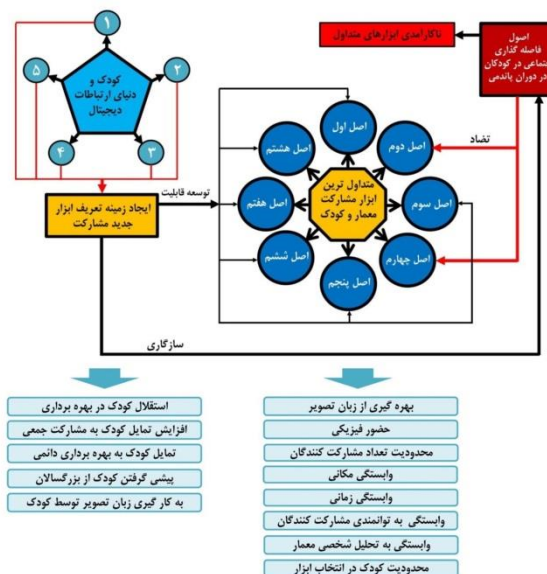 ۱
۲
۳
۴
۵
کودک و
دنیای ارتباطات
دیجیتال
ناکارآمدی ابزارهای متداول
اصول
فاصله گذاری
اجتماعی در کودکان
در دوران پاندمی
تضاد
توسعه قابلیت
ایجاد زمینه تعریف ابزار
جدید مشارکت
متداول ترین
ابزار مشارکت
معمار و کودک
اصل اول
اصل دوم
اصل سوم
اصل چهارم
اصل پنجم
اصل ششم
اصل هفتم
اصل هشتم
سازگاری
بهره گیری از زبان تصویر
حضور فیزیکی
محدودیت تعداد مشارکت کنندگان
وابستگی مکانی
وابستگی زمانی
وابستگی به توانمندی مشارکت کنندگان
وابستگی به تحلیل شخصی معمار
محدودیت کودک در انتخاب ابزار
استقلال کودک در بهره برداری
افزایش تمایل کودک به مشارکت جمعی
تمایل کودک به بهره برداری دائمی
پیشی گرفتن کودک از بزرگسالان
به کار گیری زبان تصویر توسط کودک